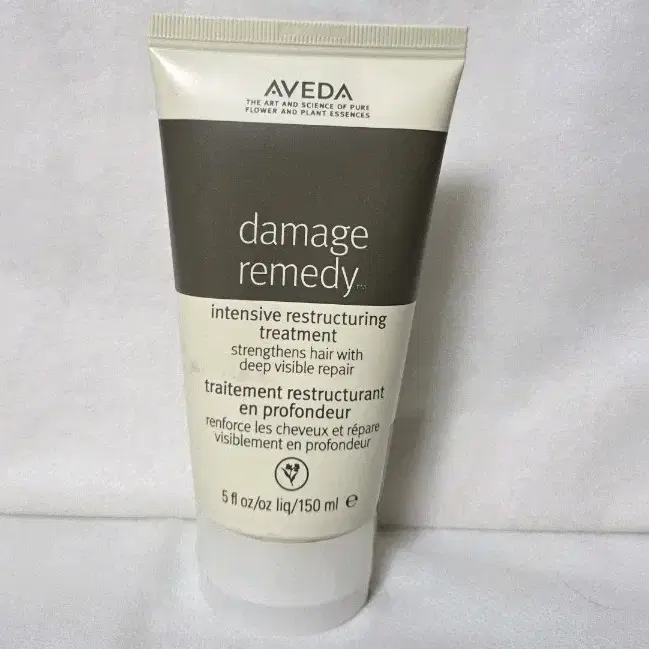 AVEDA
THE ART AND SCIENCE OF PURE
FLOWER AND PLANT ESSENCES
damage
remedy™
intensive restructuring
treatment
strengthens hair with
deep visible repair
traitement restructurant
en profondeur
renforce les cheveux et répare
visiblement en profondeur
5 fl oz/oz liq/150 ml ℮